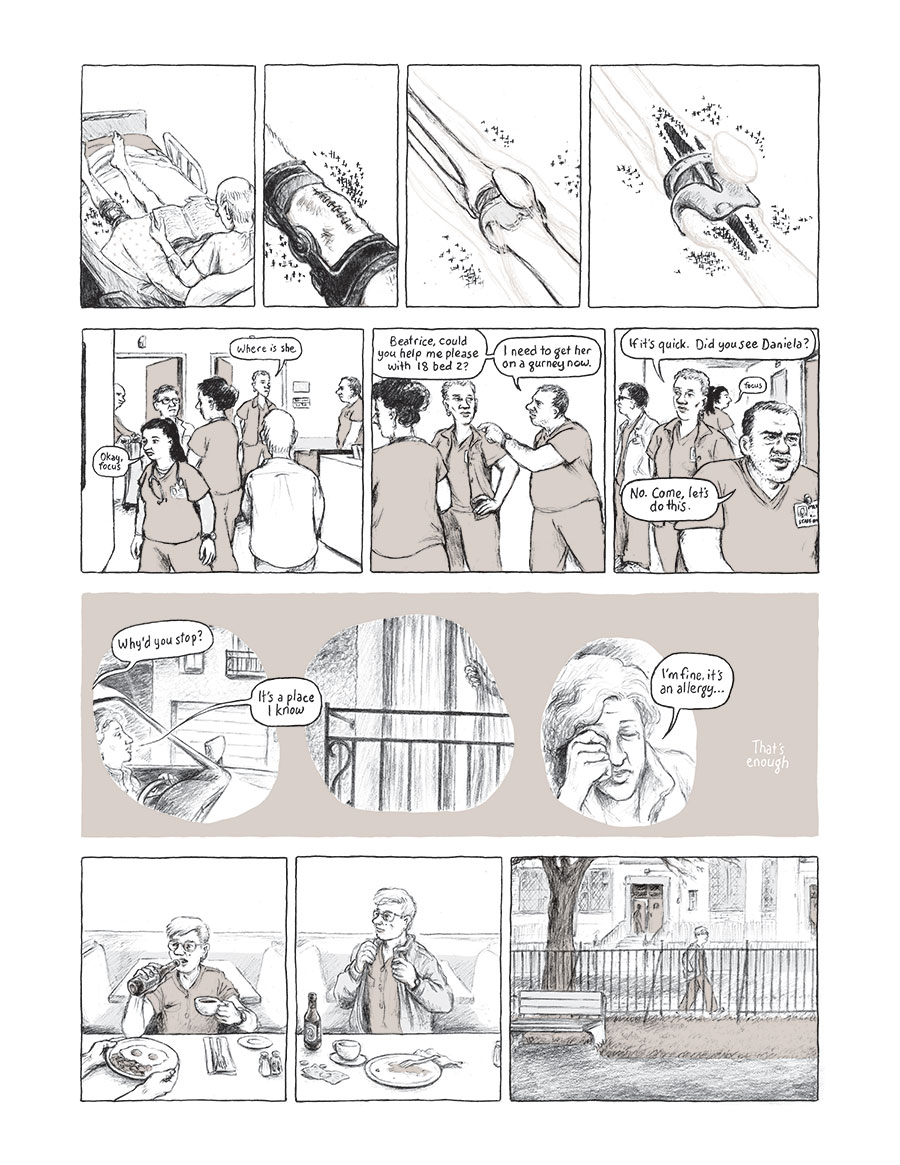 Where is she
Okay,
focus
Beatrice, could
you help me please
with 18 bed 2?
I need to get her
on a gurney now.
If it's quick. Did you see Daniela?
focus
No. Come, let's
do this.
Why'd you stop?
It's a place
I know
I'm fine, it's
an allergy...
That's
enough